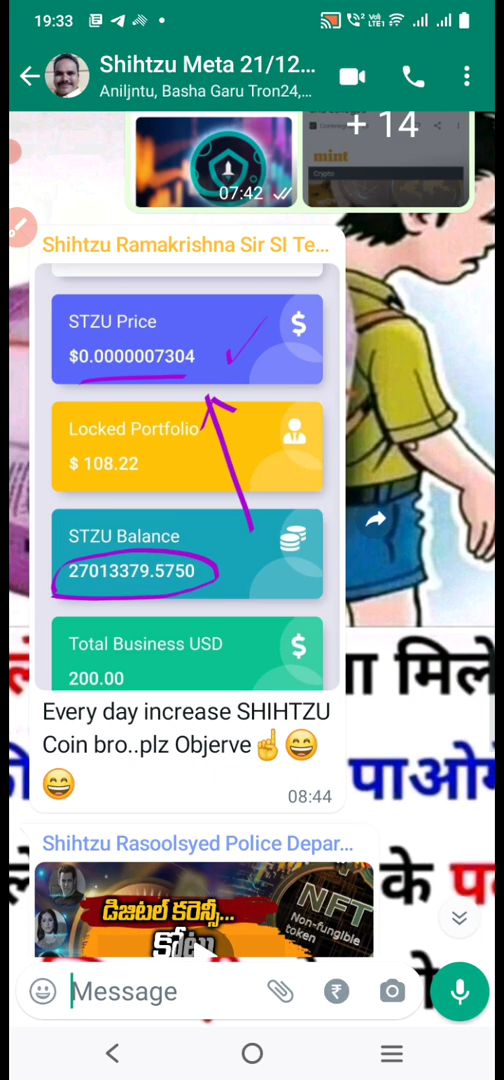 19:33
Shihtzu Meta 21/12...
Aniljntu, Basha Garu Tron24,...
+ 14
mint
Crypto
07:42
Shihtzu Ramakrishna Sir SI Te...
STZU Price
$0.0000007304
Locked Portfolio
$ 108.22
STZU Balance
27013379.5750
Total Business USD
200.00
Every day increase SHIHTZU
Coin bro..plz Objerve☝😄
😄
08:44
मिले
पाओगे
के
Shihtzu Rasoolsyed Police Depar...
డిజిటల్ కరెన్సీ...
NFT
Non-fungible
token
Message